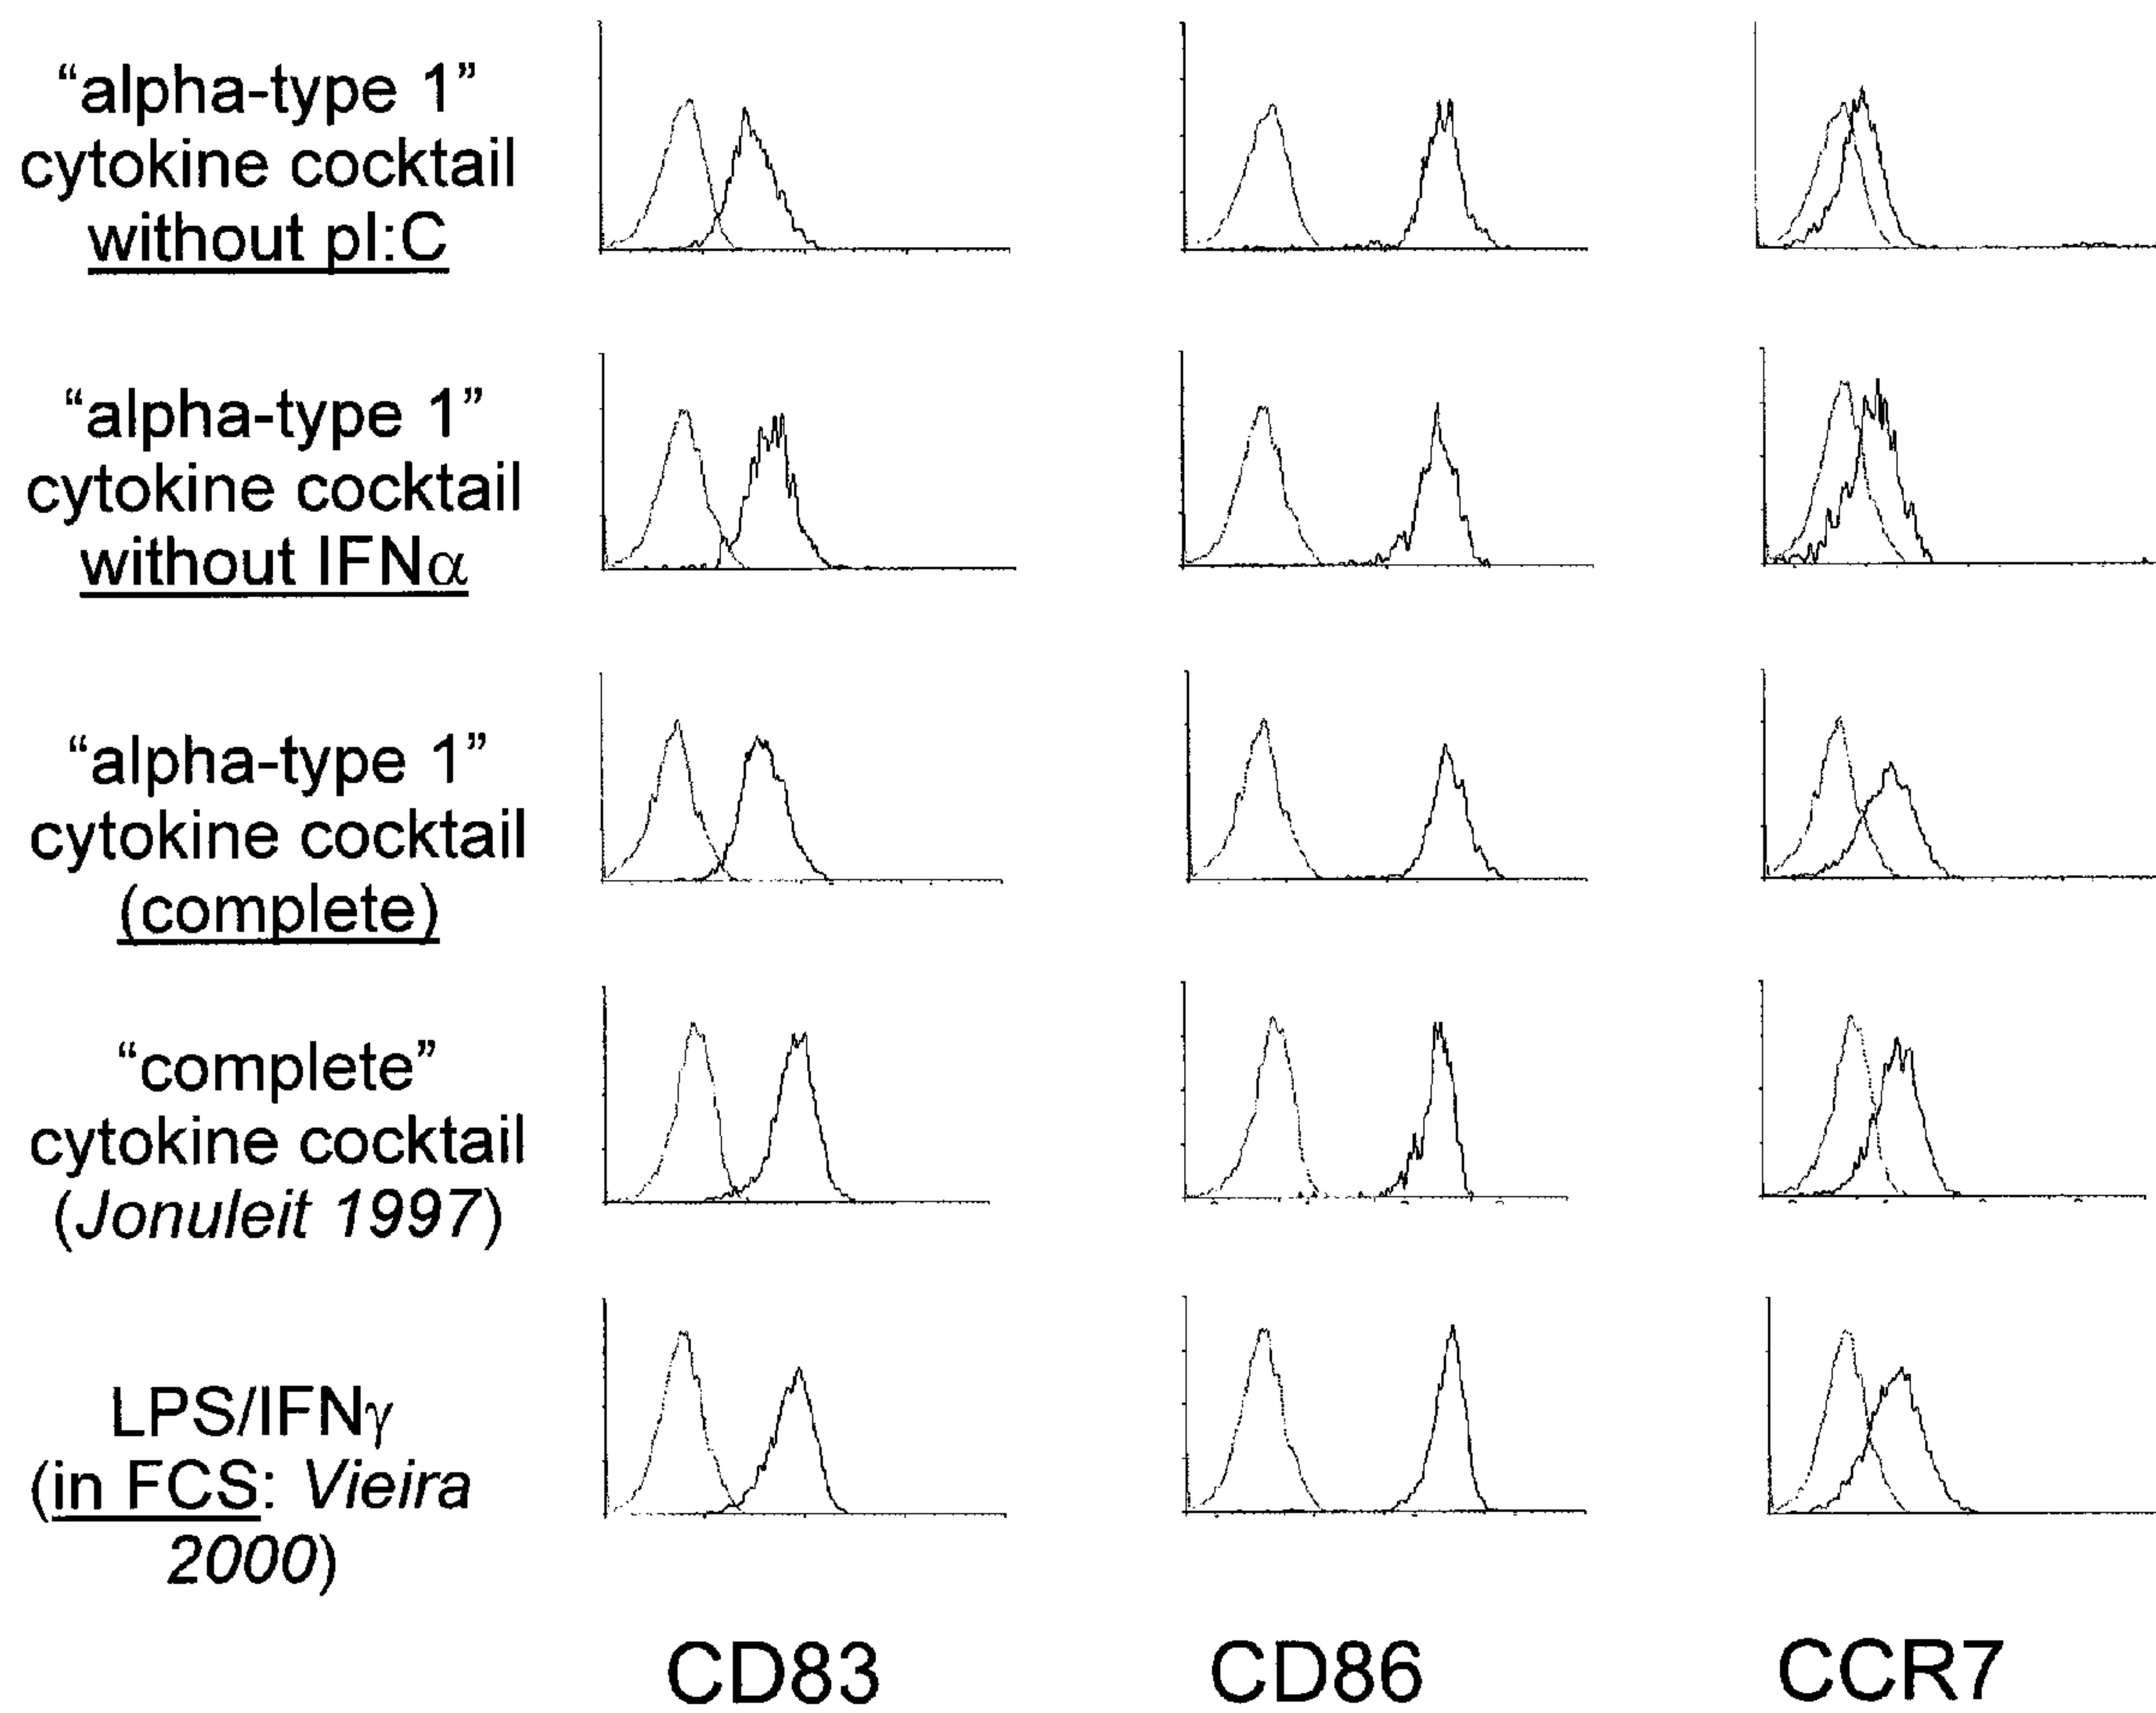 “alpha-type 1”
cytokine cocktail
without pI:C
“alpha-type 1”
cytokine cocktail
without IFNα
“alpha-type 1”
cytokine cocktail
(complete)
“complete”
cytokine cocktail
(Jonuleit 1997)
LPS/IFNγ
(in FCS: Vieira
2000)
CD83 CD86 CCR7